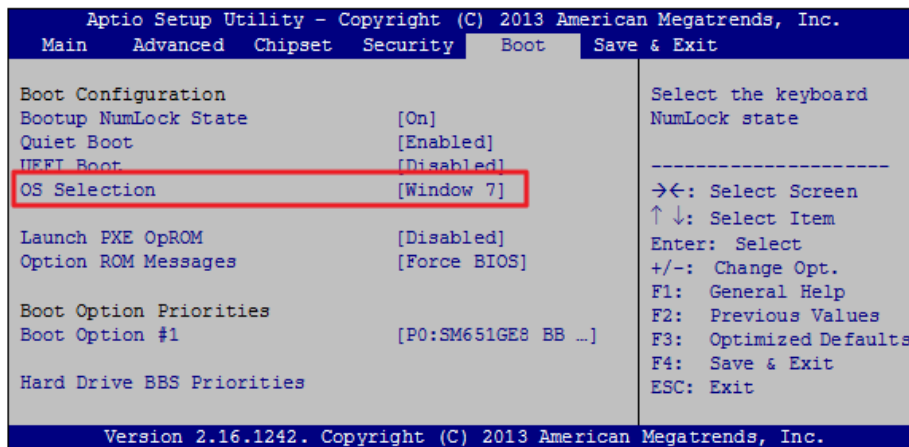 Aptio Setup Utility – Copyright (C) 2013 American Megatrends, Inc.
Main Advanced Chipset Security Boot Save & Exit
Boot Configuration
Bootup NumLock State [On]
Quiet Boot [Enabled]
UEFI Boot [Disabled]
OS Selection [Window 7]
Launch PXE OpROM [Disabled]
Option ROM Messages [Force BIOS]
Boot Option Priorities
Boot Option #1 [P0:SM651GE8 BB ...]
Hard Drive BBS Priorities
Select the keyboard
NumLock state
---------------------
→←: Select Screen
↑ ↓: Select Item
Enter: Select
+/-: Change Opt.
F1: General Help
F2: Previous Values
F3: Optimized Defaults
F4: Save & Exit
ESC: Exit
Version 2.16.1242. Copyright (C) 2013 American Megatrends, Inc.